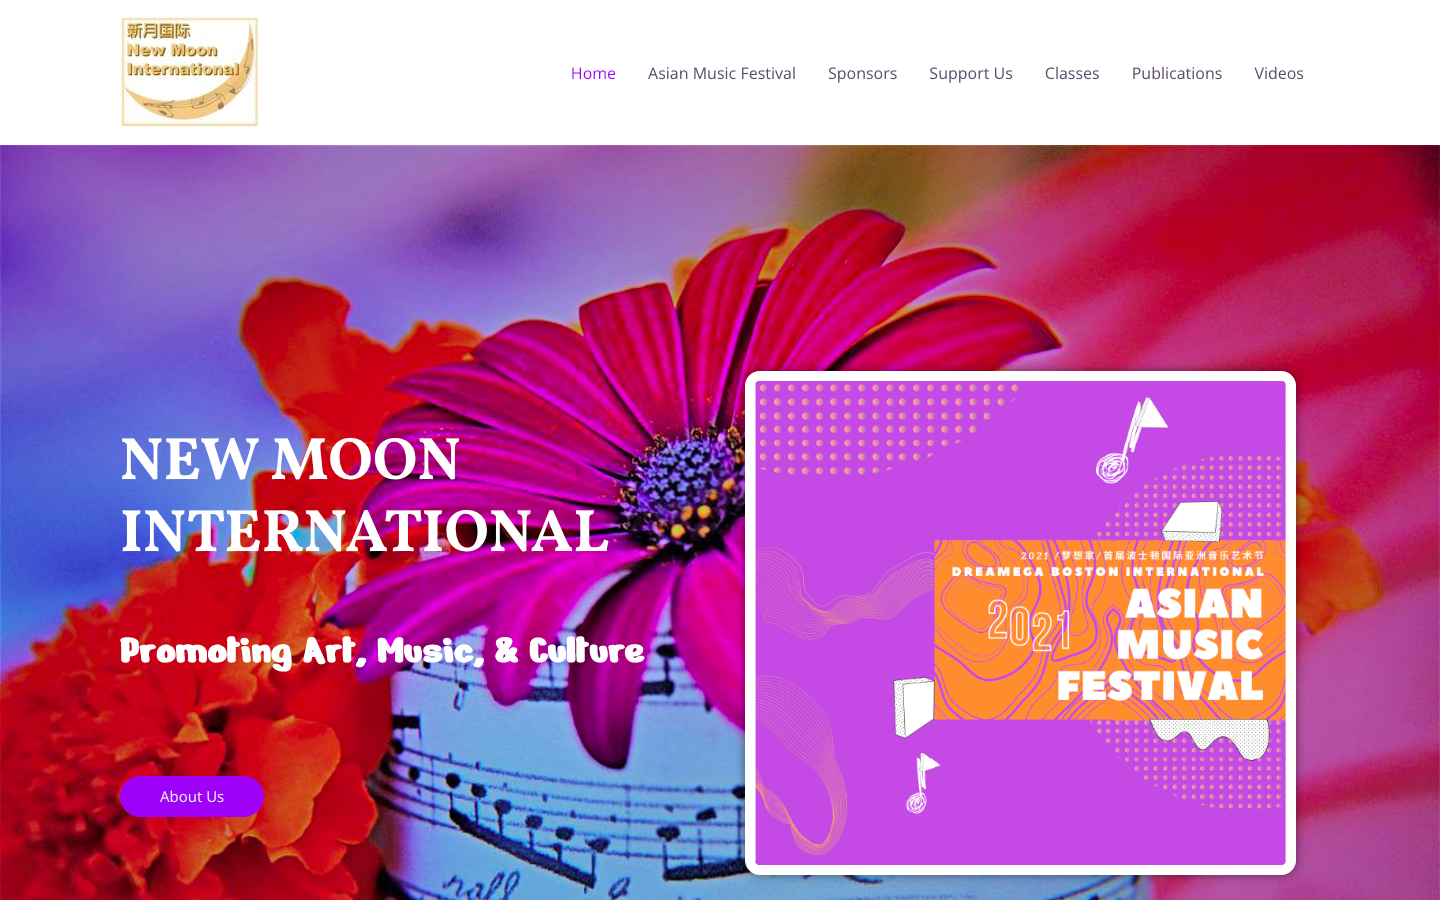 新月国际
New Moon
International
Home
Asian Music Festival
Sponsors
Support Us
Classes
Publications
Videos
NEW MOON
INTERNATIONAL
Promoting Art, Music, & Culture
About Us
2021 /梦想家/首届波士顿国际亚洲音乐艺术节
DREAMEGA BOSTON INTERNATIONAL
2021
ASIAN
MUSIC
FESTIVAL
rall
a